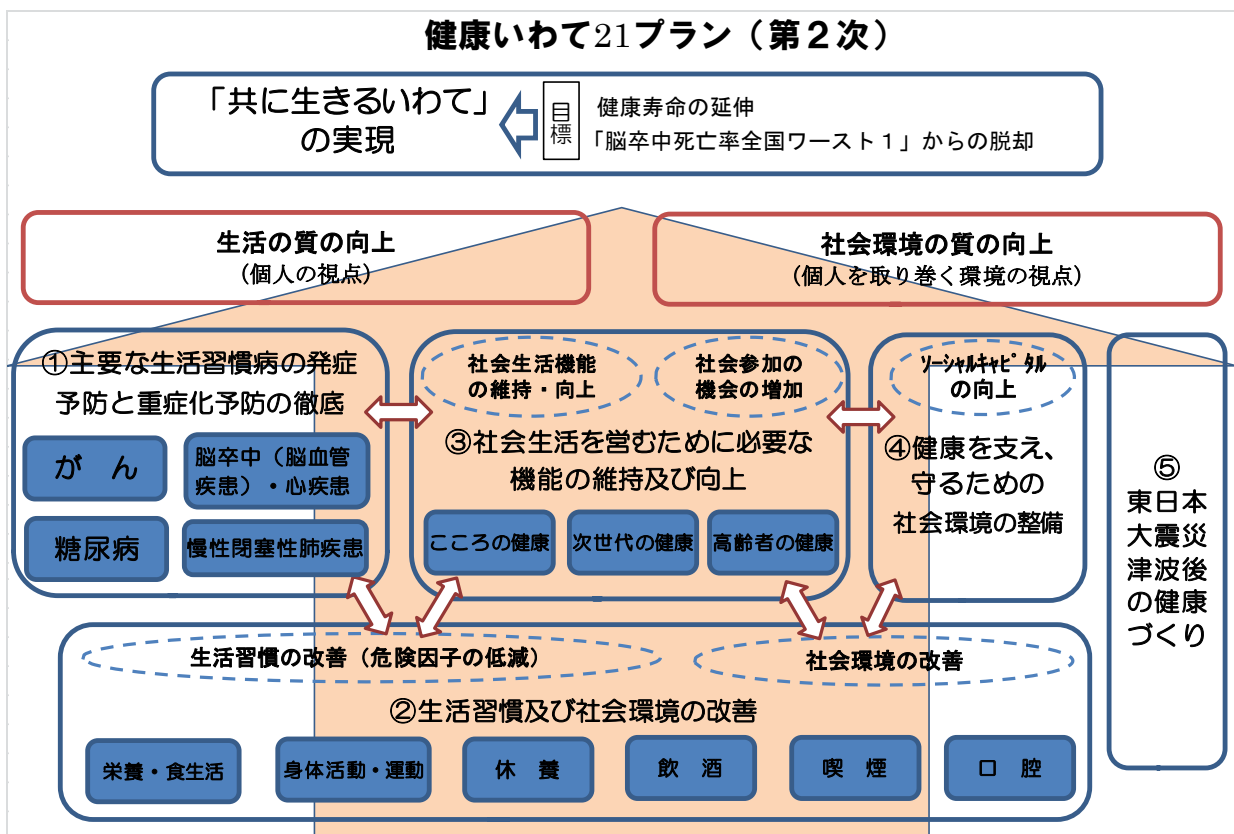 健康いわて21プラン（第２次）
「共に生きるいわて」
の実現
目標
健康寿命の延伸
「脳卒中死亡率全国ワースト１」からの脱却
生活の質の向上
（個人の視点）
社会環境の質の向上
（個人を取り巻く環境の視点）
①主要な生活習慣病の発症
予防と重症化予防の徹底
がん
脳卒中（脳血管
疾患）・心疾患
糖尿病
慢性閉塞性肺疾患
社会生活機能
の維持・向上
社会参加の
機会の増加
③社会生活を営むために必要な
機能の維持及び向上
こころの健康
次世代の健康
高齢者の健康
ｿｰｼｬﾙｷｬﾋﾟﾀﾙ
の向上
④健康を支え、
守るための
社会環境の整備
⑤
東日本
大震災
津波後
の健康
づくり
生活習慣の改善（危険因子の低減）
社会環境の改善
②生活習慣及び社会環境の改善
栄養・食生活
身体活動・運動
休　養
飲　酒
喫　煙
口　腔